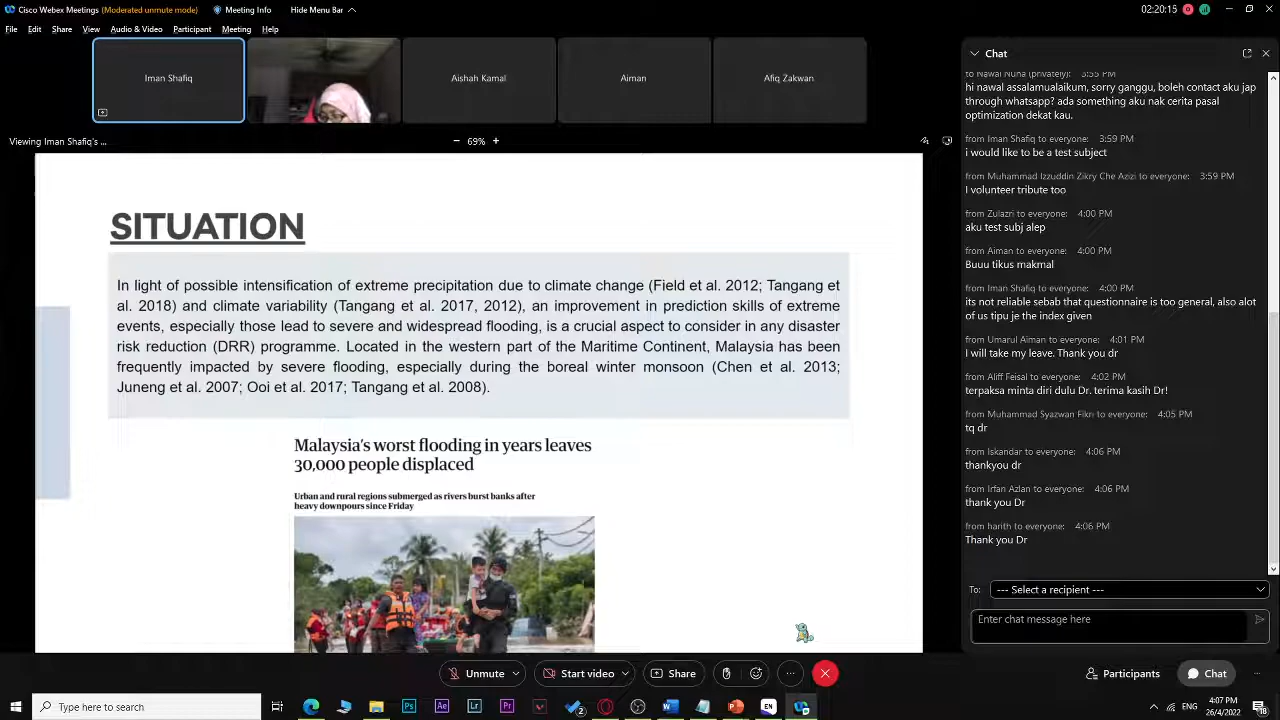 Cisco Webex Meetings (Moderated unmute mode) Meeting Info Hide Menu Bar 02:20:15
File Edit Share View Audio & Video Participant Meeting Help
Iman Shafiq
Aishah Kamal
Aiman
Afiq Zakwan
Viewing Iman Shafiq's ...
69%
SITUATION
In light of possible intensification of extreme precipitation due to climate change (Field et al. 2012; Tangang et
al. 2018) and climate variability (Tangang et al. 2017, 2012), an improvement in prediction skills of extreme
events, especially those lead to severe and widespread flooding, is a crucial aspect to consider in any disaster
risk reduction (DRR) programme. Located in the western part of the Maritime Continent, Malaysia has been
frequently impacted by severe flooding, especially during the boreal winter monsoon (Chen et al. 2013;
Juneng et al. 2007; Ooi et al. 2017; Tangang et al. 2008).
Malaysia's worst flooding in years leaves
30,000 people displaced
Urban and rural regions submerged as rivers burst banks after
heavy downpours since Friday
Chat
to Nawal Nuha (privately): 3:55 PM
hi nawal assalamualaikum, sorry ganggu, boleh contact aku jap
through whatsapp? ada something aku nak cerita pasal
optimization dekat kau.
from Iman Shafiq to everyone: 3:59 PM
i would like to be a test subject
from Muhammad Izzuddin Zikry Che Azizi to everyone: 3:59 PM
I volunteer tribute too
from Zulazri to everyone: 4:00 PM
aku test subj alep
from Aiman to everyone: 4:00 PM
Buuu tikus makmal
from Iman Shafiq to everyone: 4:00 PM
its not reliable sebab that questionnaire is too general, also alot
of us tipu je the index given
from Umarul Aiman to everyone: 4:01 PM
I will take my leave. Thank you dr
from Aliff Feisal to everyone: 4:02 PM
terpaksa minta diri dulu Dr. terima kasih Dr!
from Muhammad Syazwan Fikri to everyone: 4:05 PM
tq dr
from Iskandar to everyone: 4:06 PM
thankyou dr
from Irfan Azlan to everyone: 4:06 PM
thank you Dr
from harith to everyone: 4:06 PM
Thank you Dr
To: --- Select a recipient ---
Enter chat message here
Unmute Start video Share Participants Chat
Type here to search
Ps Ae Lr Pr EN
4:07 PM
26/4/2022